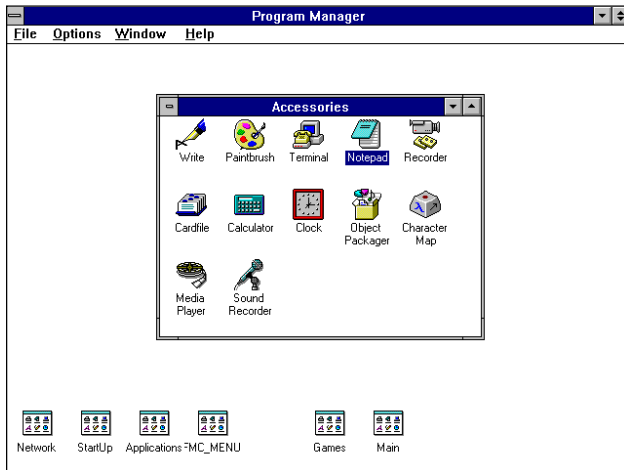 Program Manager
File Options Window Help
Accessories
Write Paintbrush Terminal Notepad Recorder
Cardfile Calculator Clock Object Packager Character Map
Media Player Sound Recorder
Network StartUp Applications FMC_MENU Games Main